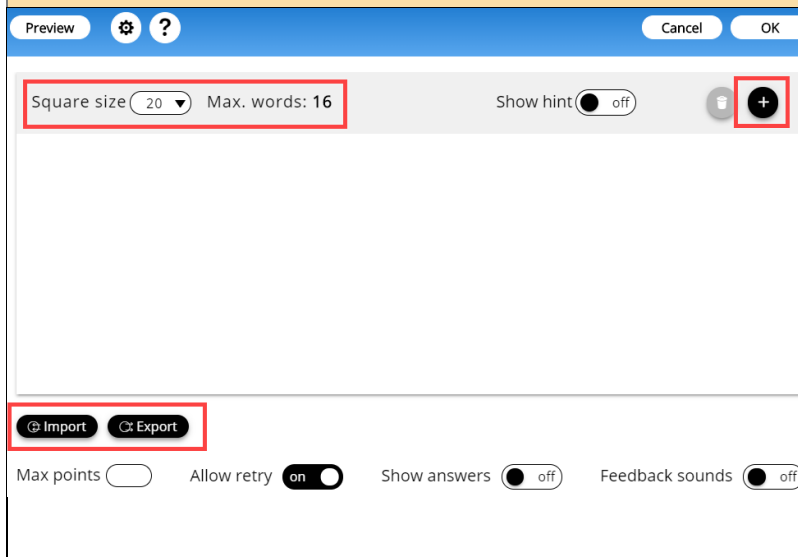 Preview ? Cancel OK
Square size 20 Max. words: 16 Show hint off +
Import Export
Max points Allow retry on Show answers off Feedback sounds off